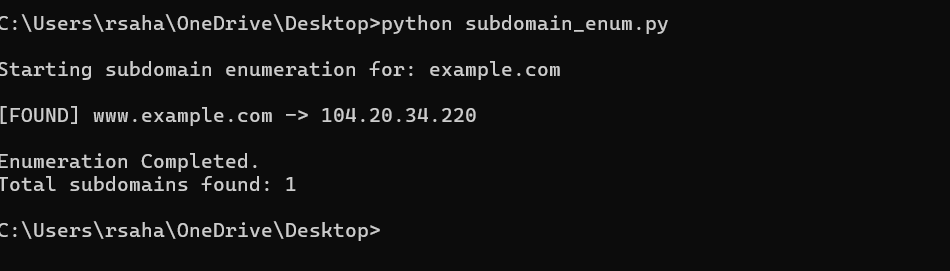 C:\Users\rsaha\OneDrive\Desktop>python subdomain_enum.py
Starting subdomain enumeration for: example.com
[FOUND] www.example.com -> 104.20.34.220
Enumeration Completed.
Total subdomains found: 1
C:\Users\rsaha\OneDrive\Desktop>